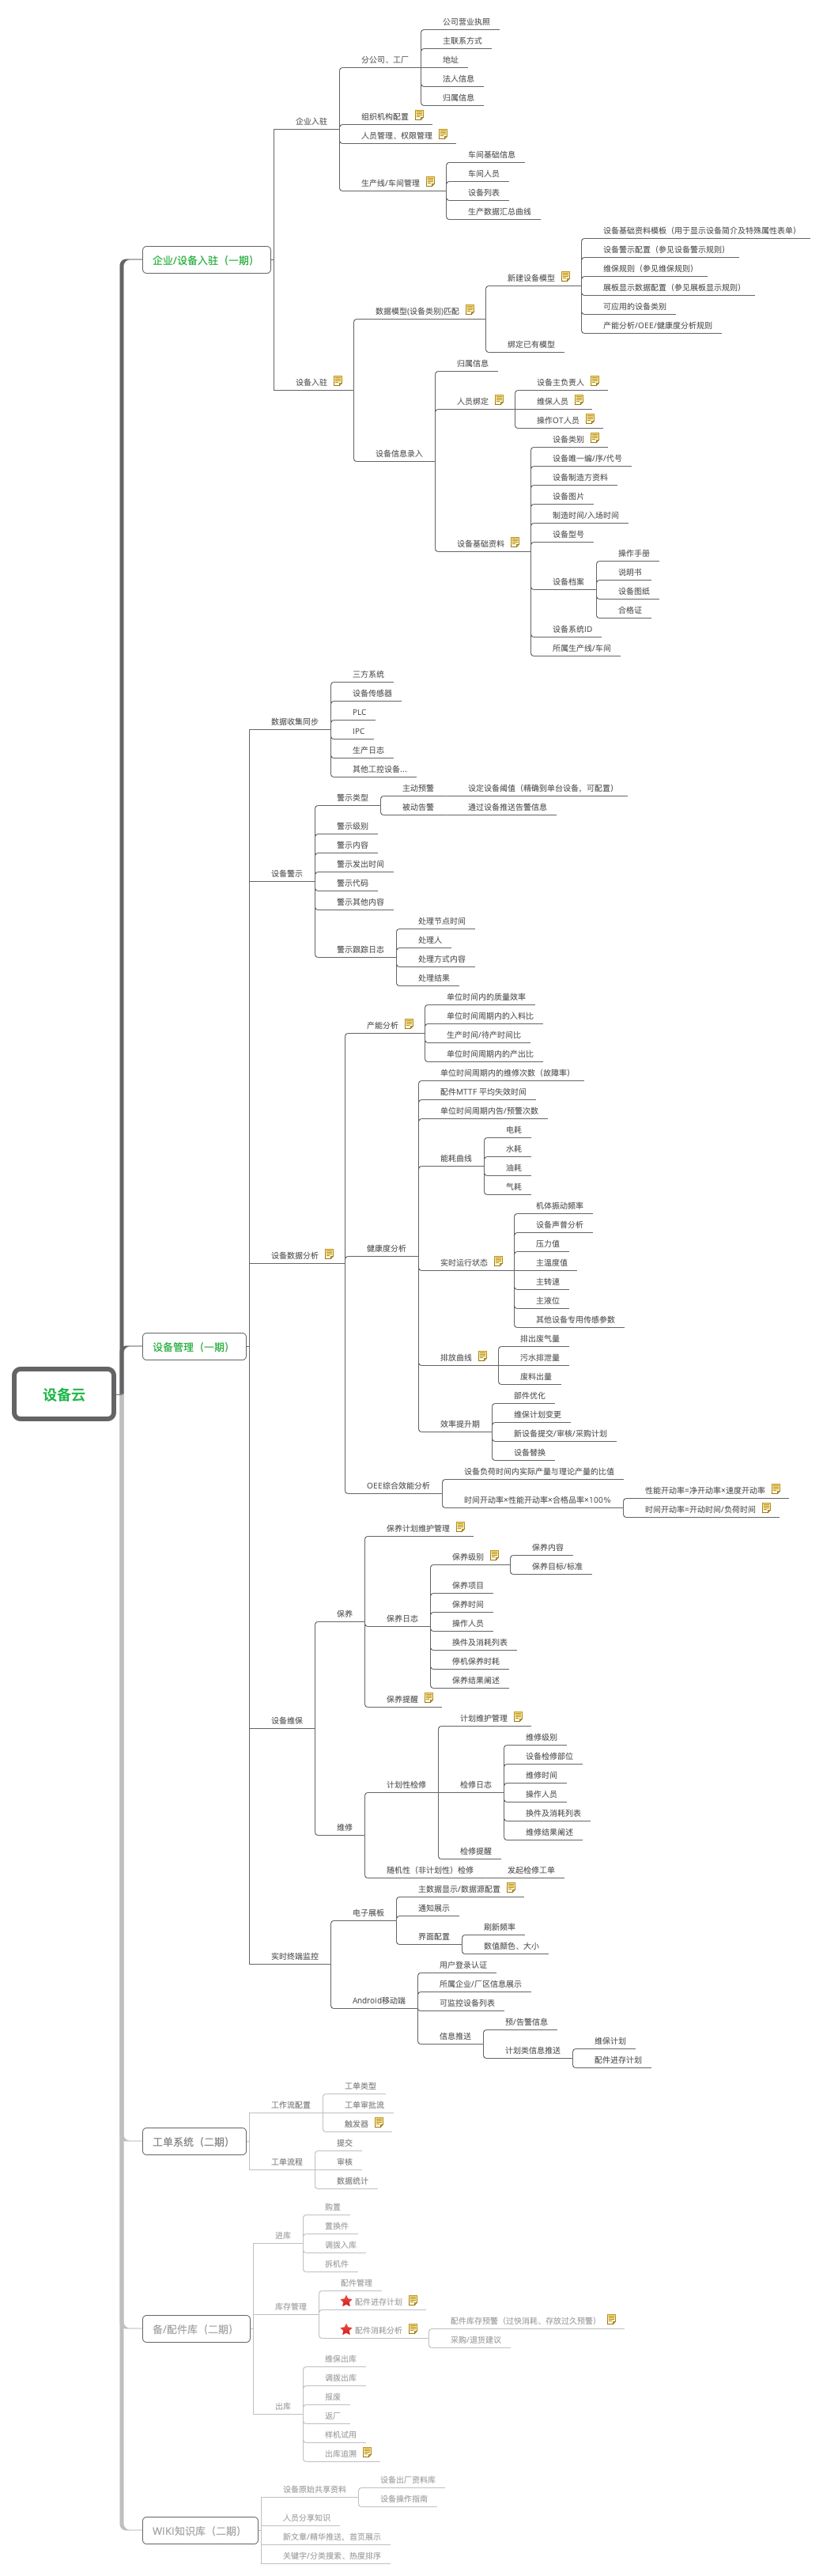 设备云
企业/设备入驻（一期）
企业入驻
分公司、工厂
公司营业执照
主联系方式
地址
法人信息
归属信息
组织机构配置
人员管理、权限管理
生产线/车间管理
车间基础信息
车间人员
设备列表
生产数据汇总曲线
设备入驻
数据模型(设备类别)匹配
新建设备模型
设备基础资料模板（用于显示设备简介及特殊属性表单）
设备警示配置（参见设备警示规则）
维保规则（参见维保规则）
展板显示数据配置（参见展板显示规则）
可应用的设备类别
产能分析/OEE/健康度分析规则
绑定已有模型
设备信息录入
归属信息
人员绑定
设备主负责人
维保人员
操作OT人员
设备基础资料
设备类别
设备唯一编/序/代号
设备制造方资料
设备图片
制造时间/入场时间
设备型号
设备档案
操作手册
说明书
设备图纸
合格证
设备系统ID
所属生产线/车间
设备管理（一期）
数据收集同步
三方系统
设备传感器
PLC
IPC
生产日志
其他工控设备...
设备警示
警示类型
主动预警
设定设备阈值（精确到单台设备，可配置）
被动告警
通过设备推送告警信息
警示级别
警示内容
警示发出时间
警示代码
警示其他内容
警示跟踪日志
处理节点时间
处理人
处理方式内容
处理结果
设备数据分析
产能分析
单位时间内的质量效率
单位时间周期内的入料比
生产时间/待产时间比
单位时间周期内的产出比
健康度分析
单位时间周期内的维修次数（故障率）
配件MTTF 平均失效时间
单位时间周期内告/预警次数
能耗曲线
电耗
水耗
油耗
气耗
实时运行状态
机体振动频率
设备声音分析
压力值
主温度值
主转速
主液位
其他设备专用传感参数
排放曲线
排出废气量
污水排泄量
废料出量
效率提升期
部件优化
维保计划变更
新设备提交/审核/采购计划
设备替换
OEE综合效能分析
设备负荷时间内实际产量与理论产量的比值
时间开动率×性能开动率×合格品率×100%
性能开动率=净开动率×速度开动率
时间开动率=开动时间/负荷时间
设备维保
保养
保养计划维护管理
保养日志
保养级别
保养内容
保养目标/标准
保养项目
保养时间
操作人员
换件及消耗列表
停机保养时耗
保养结果阐述
保养提醒
维修
计划性检修
计划维护管理
检修日志
维修级别
设备检修部位
维修时间
操作人员
换件及消耗列表
维修结果阐述
检修提醒
随机性（非计划性）检修
发起检修工单
实时终端监控
电子展板
主数据显示/数据源配置
通知展示
界面配置
刷新频率
数值颜色、大小
Android移动端
用户登录认证
所属企业/厂区信息展示
可监控设备列表
信息推送
预/告警信息
计划类信息推送
维保计划
配件进存计划
工单系统（二期）
工作流配置
工单类型
工单审批流
触发器
工单流程
提交
审核
数据统计
备/配件库（二期）
进库
购置
置换件
调拨入库
拆机件
库存管理
配件管理
配件进存计划
配件消耗分析
配件库存预警（过快消耗、存放过久预警）
采购/退货建议
出库
维保出库
调拨出库
报废
返厂
样机试用
出库追溯
WIKI知识库（二期）
设备原始共享资料
设备出厂资料库
设备操作指南
人员分享知识
新文章/精华推送，首页展示
关键字/分类搜索、热度排序